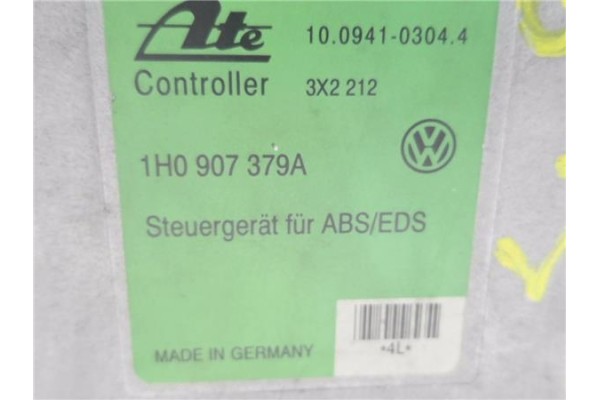 Ate
10.0941-0304.4
Controller
3X2 212
1H0 907 379A
Steuergerät für ABS/EDS
MADE IN GERMANY
*4L*